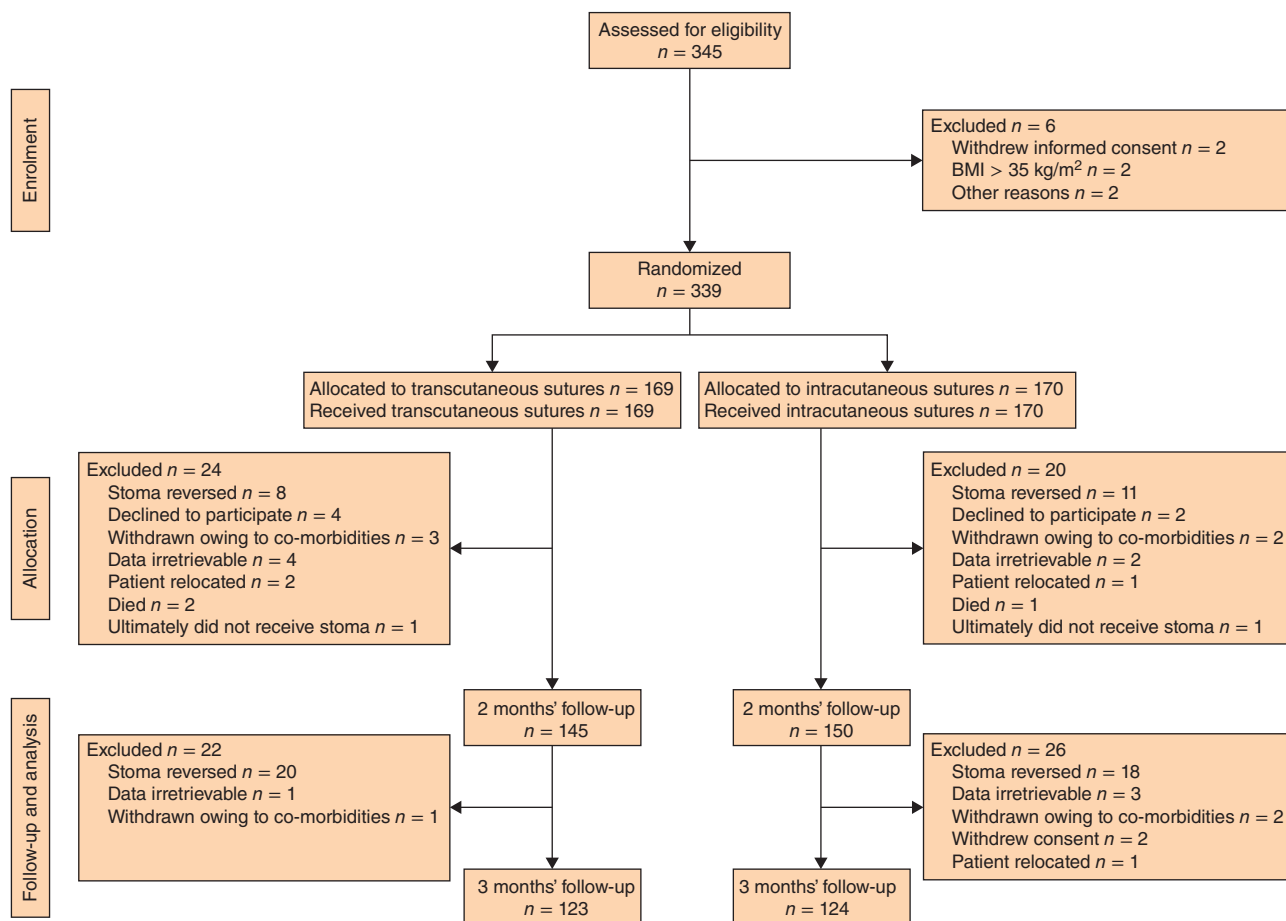 Assessed for eligibility
n = 345
Enrolment
Excluded n = 6
Withdrew informed consent n = 2
BMI > 35 kg/m² n = 2
Other reasons n = 2
Randomized
n = 339
Allocated to transcutaneous sutures n = 169
Received transcutaneous sutures n = 169
Allocated to intracutaneous sutures n = 170
Received intracutaneous sutures n = 170
Allocation
Excluded n = 24
Stoma reversed n = 8
Declined to participate n = 4
Withdrawn owing to co-morbidities n = 3
Data irretrievable n = 4
Patient relocated n = 2
Died n = 2
Ultimately did not receive stoma n = 1
Excluded n = 20
Stoma reversed n = 11
Declined to participate n = 2
Withdrawn owing to co-morbidities n = 2
Data irretrievable n = 2
Patient relocated n = 1
Died n = 1
Ultimately did not receive stoma n = 1
Follow-up and analysis
2 months' follow-up
n = 145
2 months' follow-up
n = 150
Excluded n = 22
Stoma reversed n = 20
Data irretrievable n = 1
Withdrawn owing to co-morbidities n = 1
Excluded n = 26
Stoma reversed n = 18
Data irretrievable n = 3
Withdrawn owing to co-morbidities n = 2
Withdrew consent n = 2
Patient relocated n = 1
3 months' follow-up
n = 123
3 months' follow-up
n = 124